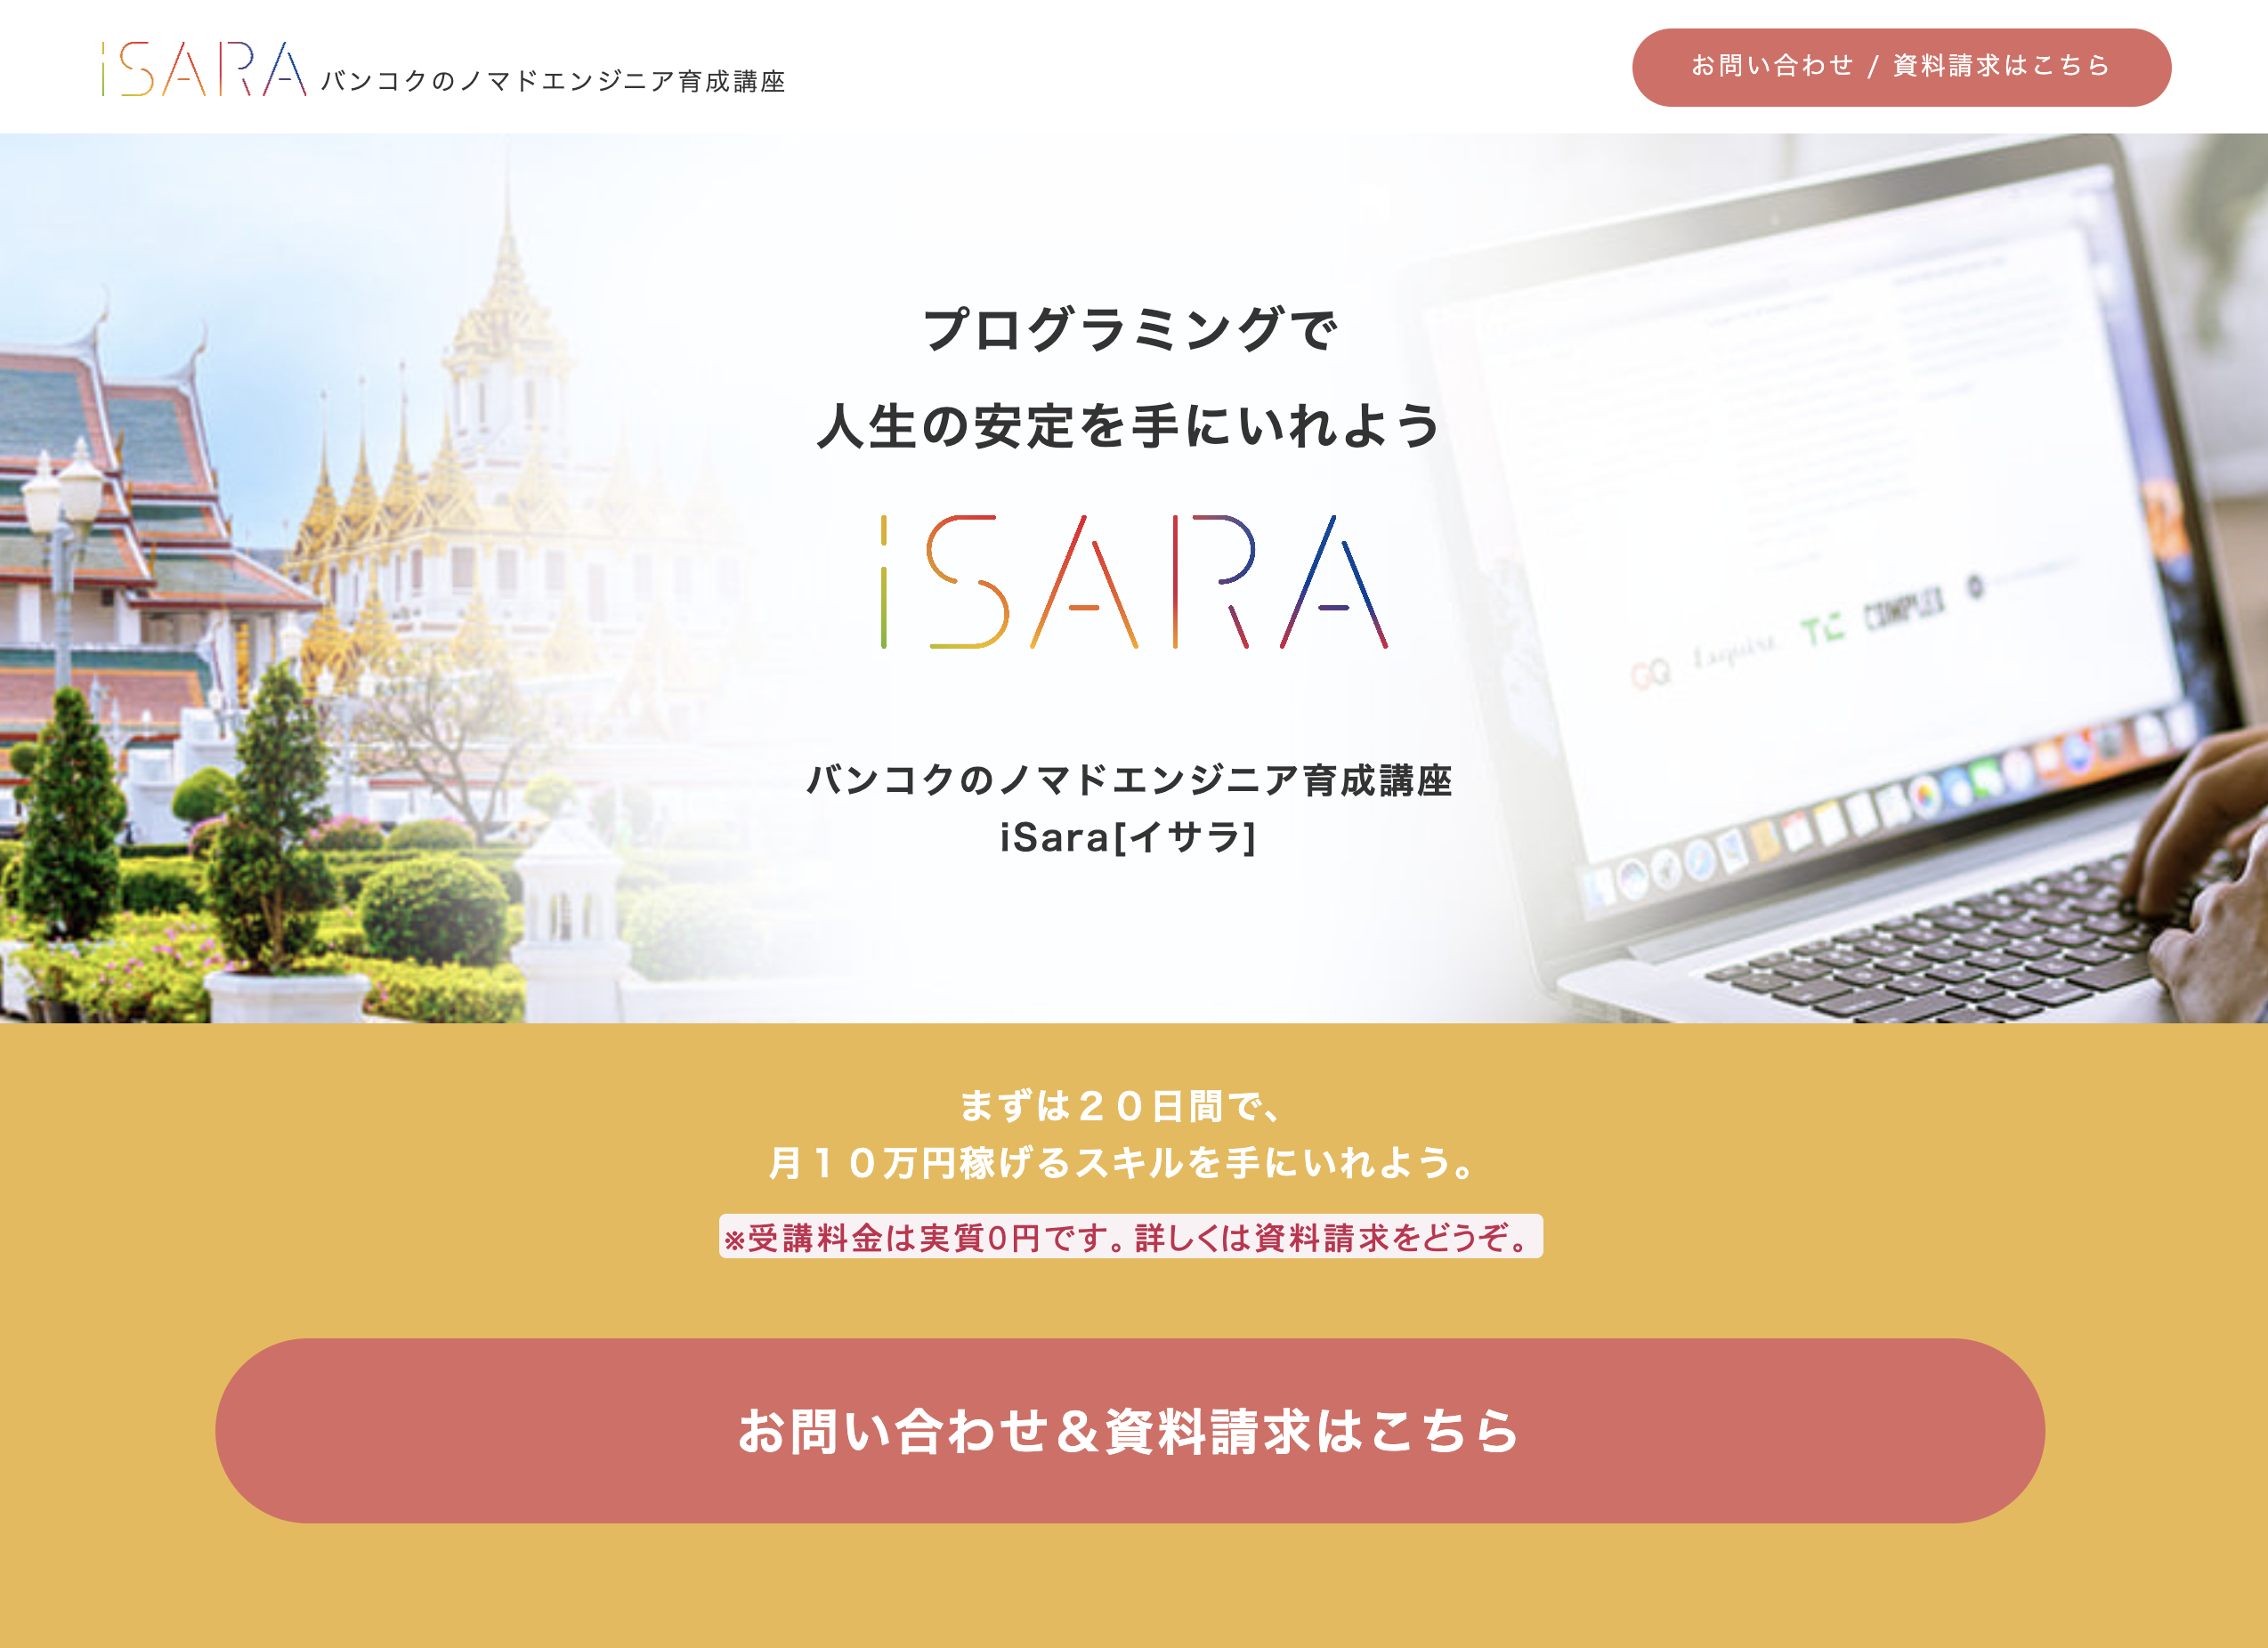 iSARA バンコクのノマドエンジニア育成講座
お問い合わせ / 資料請求はこちら
プログラミングで
人生の安定を手にいれよう
iSARA
GQ Esquire TC COMPLEX
バンコクのノマドエンジニア育成講座
iSara[イサラ]
まずは２０日間で、
月１０万円稼げるスキルを手にいれよう。
※受講料金は実質0円です。詳しくは資料請求をどうぞ。
お問い合わせ＆資料請求はこちら